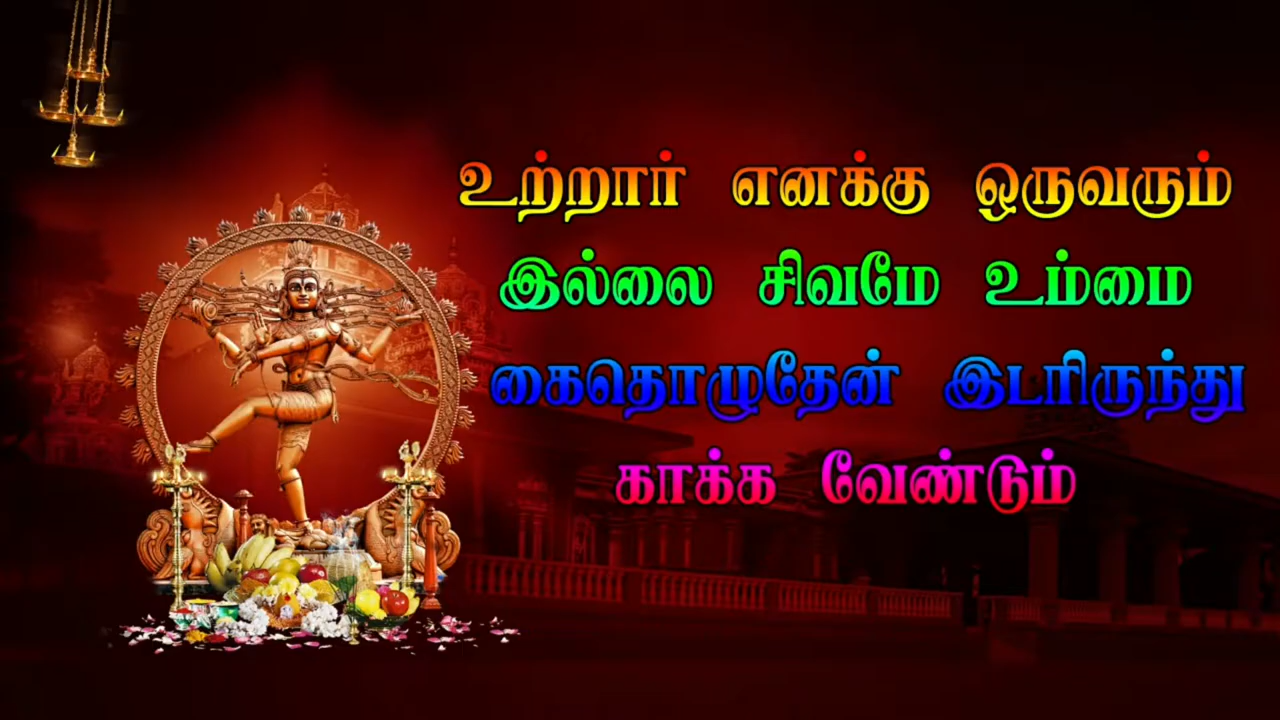 உற்றார் எனக்கு ஒருவரும்
இல்லை சிவமே உம்மை
கைதொழுதேன் இடரிருந்து
காக்க வேண்டும்